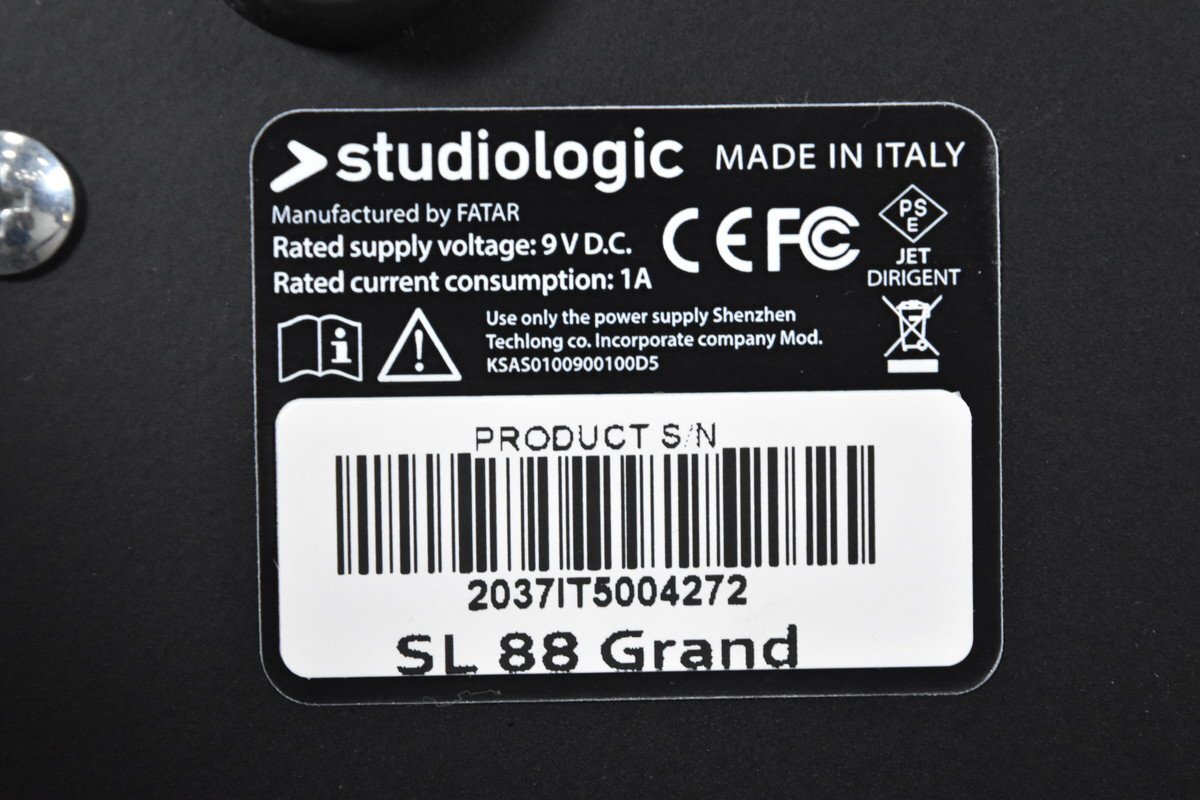 studiologic MADE IN ITALY
Manufactured by FATAR
Rated supply voltage: 9 V D.C.
Rated current consumption: 1A
CE FC
PS
E
JET
DIRIGENT
Use only the power supply Shenzhen
Techlong co. Incorporate company Mod.
KSAS0100900100D5
PRODUCT S/N
2037IT5004272
SL 88 Grand